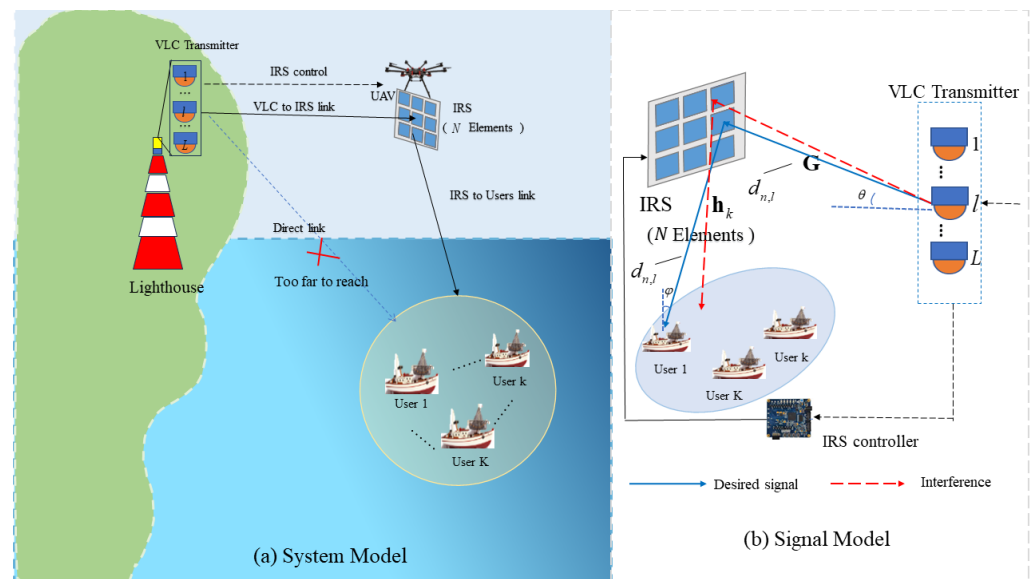 VLC Transmitter
1
...
l
...
L
IRS control
UAV
VLC to IRS link
IRS
( N Elements )
IRS to Users link
Direct link
Too far to reach
Lighthouse
User 1
User k
User K
(a) System Model
VLC Transmitter
1
...
l
...
L
G
d_{n,l}
θ
IRS
(N Elements )
h_k
d_{n,l}
φ
User 1
User k
User K
IRS controller
Desired signal
Interference
(b) Signal Model